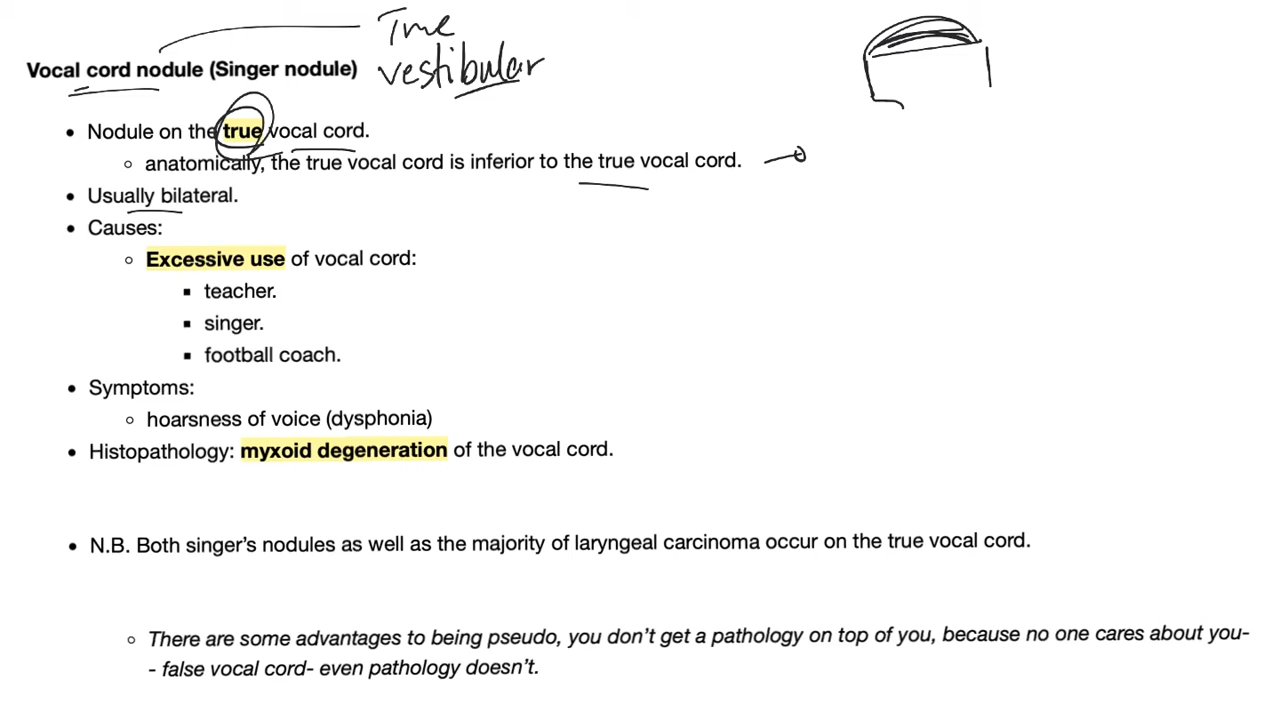 True
Vocal cord nodule (Singer nodule) vestibular
• Nodule on the true vocal cord.
◦ anatomically, the true vocal cord is inferior to the true vocal cord.
• Usually bilateral.
• Causes:
◦ Excessive use of vocal cord:
▪ teacher.
▪ singer.
▪ football coach.
• Symptoms:
◦ hoarsness of voice (dysphonia)
• Histopathology: myxoid degeneration of the vocal cord.
• N.B. Both singer’s nodules as well as the majority of laryngeal carcinoma occur on the true vocal cord.
◦ There are some advantages to being pseudo, you don’t get a pathology on top of you, because no one cares about you-
- false vocal cord- even pathology doesn’t.